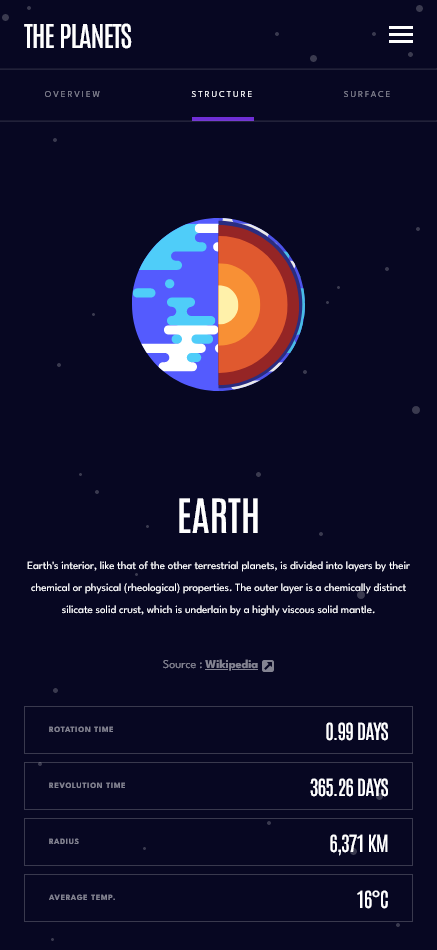 THE PLANETS
OVERVIEW STRUCTURE SURFACE
EARTH
Earth's interior, like that of the other terrestrial planets, is divided into layers by their
chemical or physical (rheological) properties. The outer layer is a chemically distinct
silicate solid crust, which is underlain by a highly viscous solid mantle.
Source : Wikipedia
ROTATION TIME 0.99 DAYS
REVOLUTION TIME 365.26 DAYS
RADIUS 6,371 KM
AVERAGE TEMP. 16°C